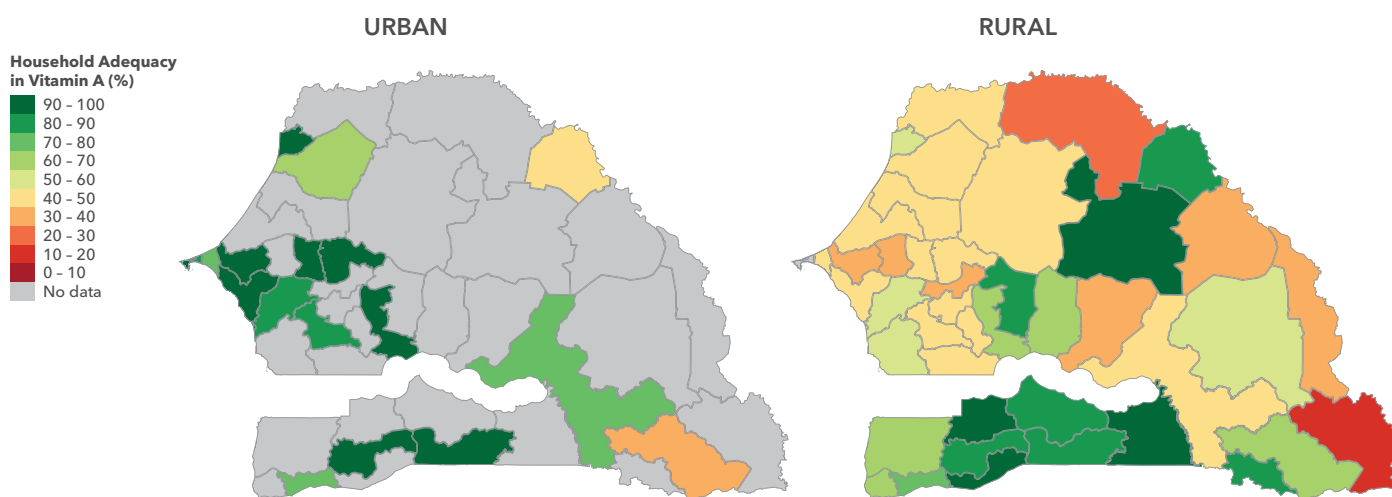 URBAN
RURAL
Household Adequacy
in Vitamin A (%)
90 – 100
80 – 90
70 – 80
60 – 70
50 – 60
40 – 50
30 – 40
20 – 30
10 – 20
0 – 10
No data